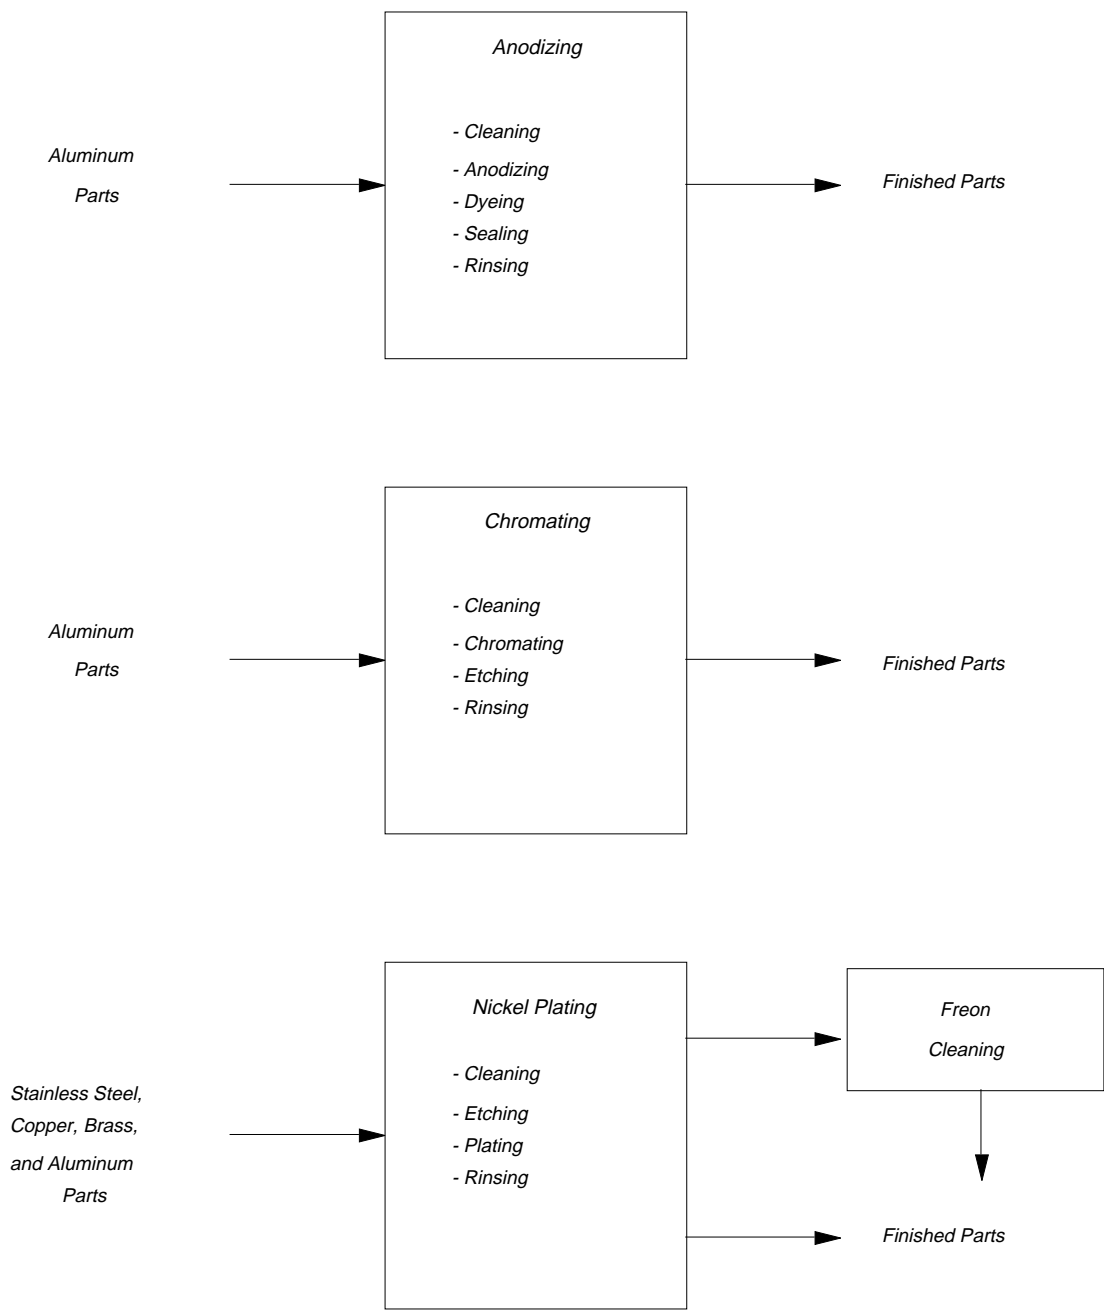 Anodizing
Aluminum
Parts
- Cleaning
- Anodizing
- Dyeing
- Sealing
- Rinsing
Finished Parts
Chromating
Aluminum
Parts
- Cleaning
- Chromating
- Etching
- Rinsing
Finished Parts
Nickel Plating
Stainless Steel,
Copper, Brass,
and Aluminum
Parts
- Cleaning
- Etching
- Plating
- Rinsing
Freon
Cleaning
Finished Parts